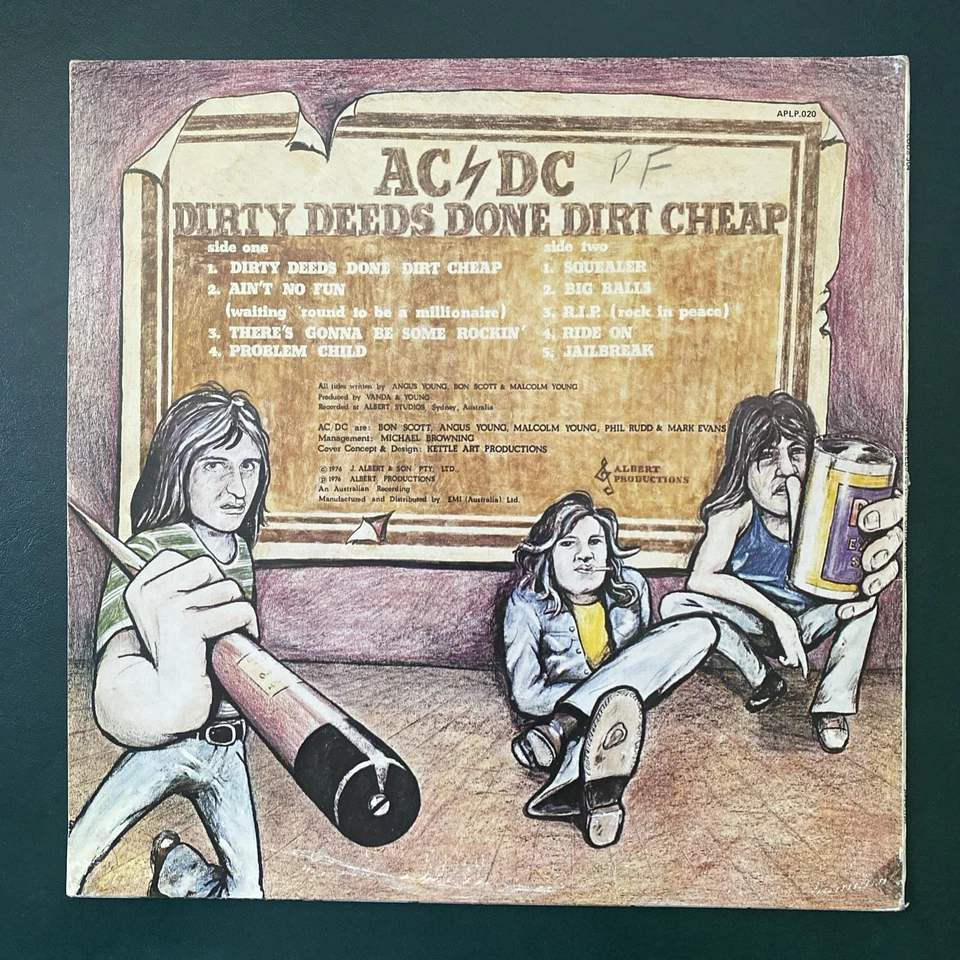 APLP.020
AC⚡DC PF
DIRTY DEEDS DONE DIRT CHEAP
side one
1. DIRTY DEEDS DONE DIRT CHEAP
2. AIN'T NO FUN
(waiting 'round to be a millionaire)
3. THERE'S GONNA BE SOME ROCKIN'
4. PROBLEM CHILD
side two
1. SQUEALER
2. BIG BALLS
3. R.I.P. (rock in peace)
4. RIDE ON
5. JAILBREAK
All titles written by ANGUS YOUNG, BON SCOTT & MALCOLM YOUNG
Produced by VANDA & YOUNG
Recorded at ALBERT STUDIOS, Sydney, Australia
AC/DC are: BON SCOTT, ANGUS YOUNG, MALCOLM YOUNG, PHIL RUDD & MARK EVANS
Management: MICHAEL BROWNING
Cover Concept & Design: KETTLE ART PRODUCTIONS
© 1976 J. ALBERT & SON PTY. LTD.
℗ 1976 ALBERT PRODUCTIONS
An Australian Recording
Manufactured and Distributed by EMI (Australia) Ltd.
ALBERT
PRODUCTIONS